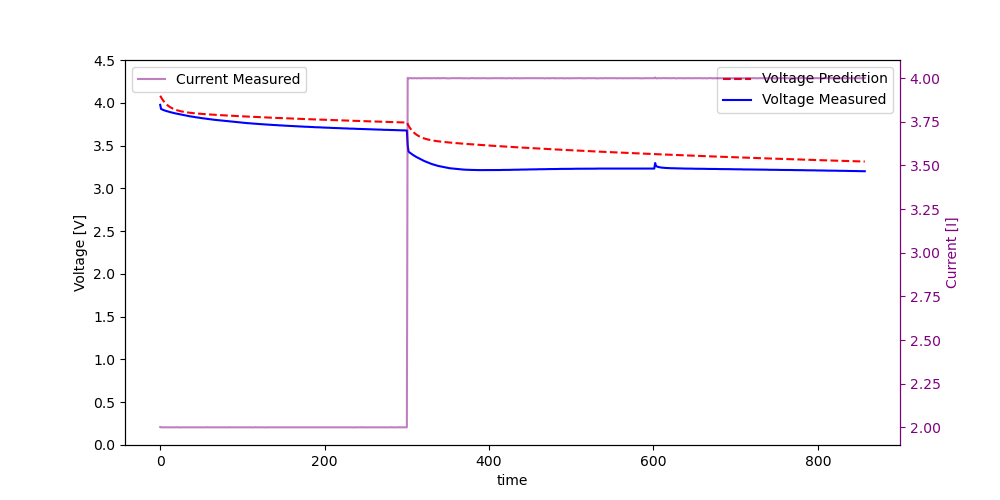 Current Measured
Voltage Prediction
Voltage Measured
4.5
4.0
3.5
3.0
2.5
2.0
1.5
1.0
0.5
0.0
Voltage [V]
4.00
3.75
3.50
3.25
3.00
2.75
2.50
2.25
2.00
Current [I]
0 200 400 600 800
time